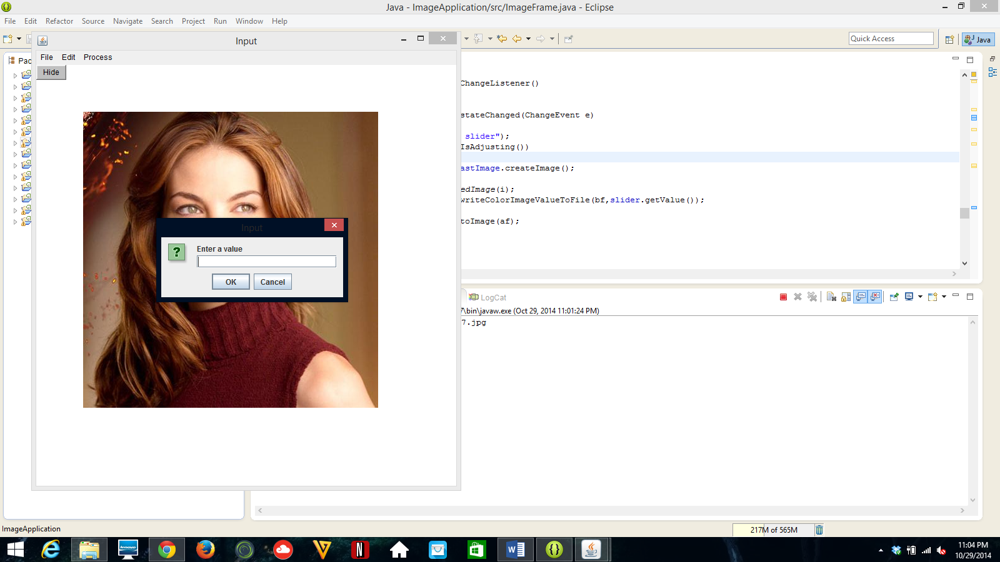 Java - ImageApplication/src/ImageFrame.java - Eclipse
File Edit Refactor Source Navigate Search Project Run Window Help
Input
Quick Access
Java
File Edit Process
Hide
Pac
ChangeListener()
stateChanged(ChangeEvent e)
slider");
IsAdjusting())
astImage.createImage();
edImage(i);
writeColorImageValueToFile(bf,slider.getValue());
toImage(af);
Input
Enter a value
OK Cancel
LogCat
7\bin\javaw.exe (Oct 29, 2014 11:01:24 PM)
7.jpg
ImageApplication
217M of 565M
lenovo
N
W
11:04 PM
10/29/2014